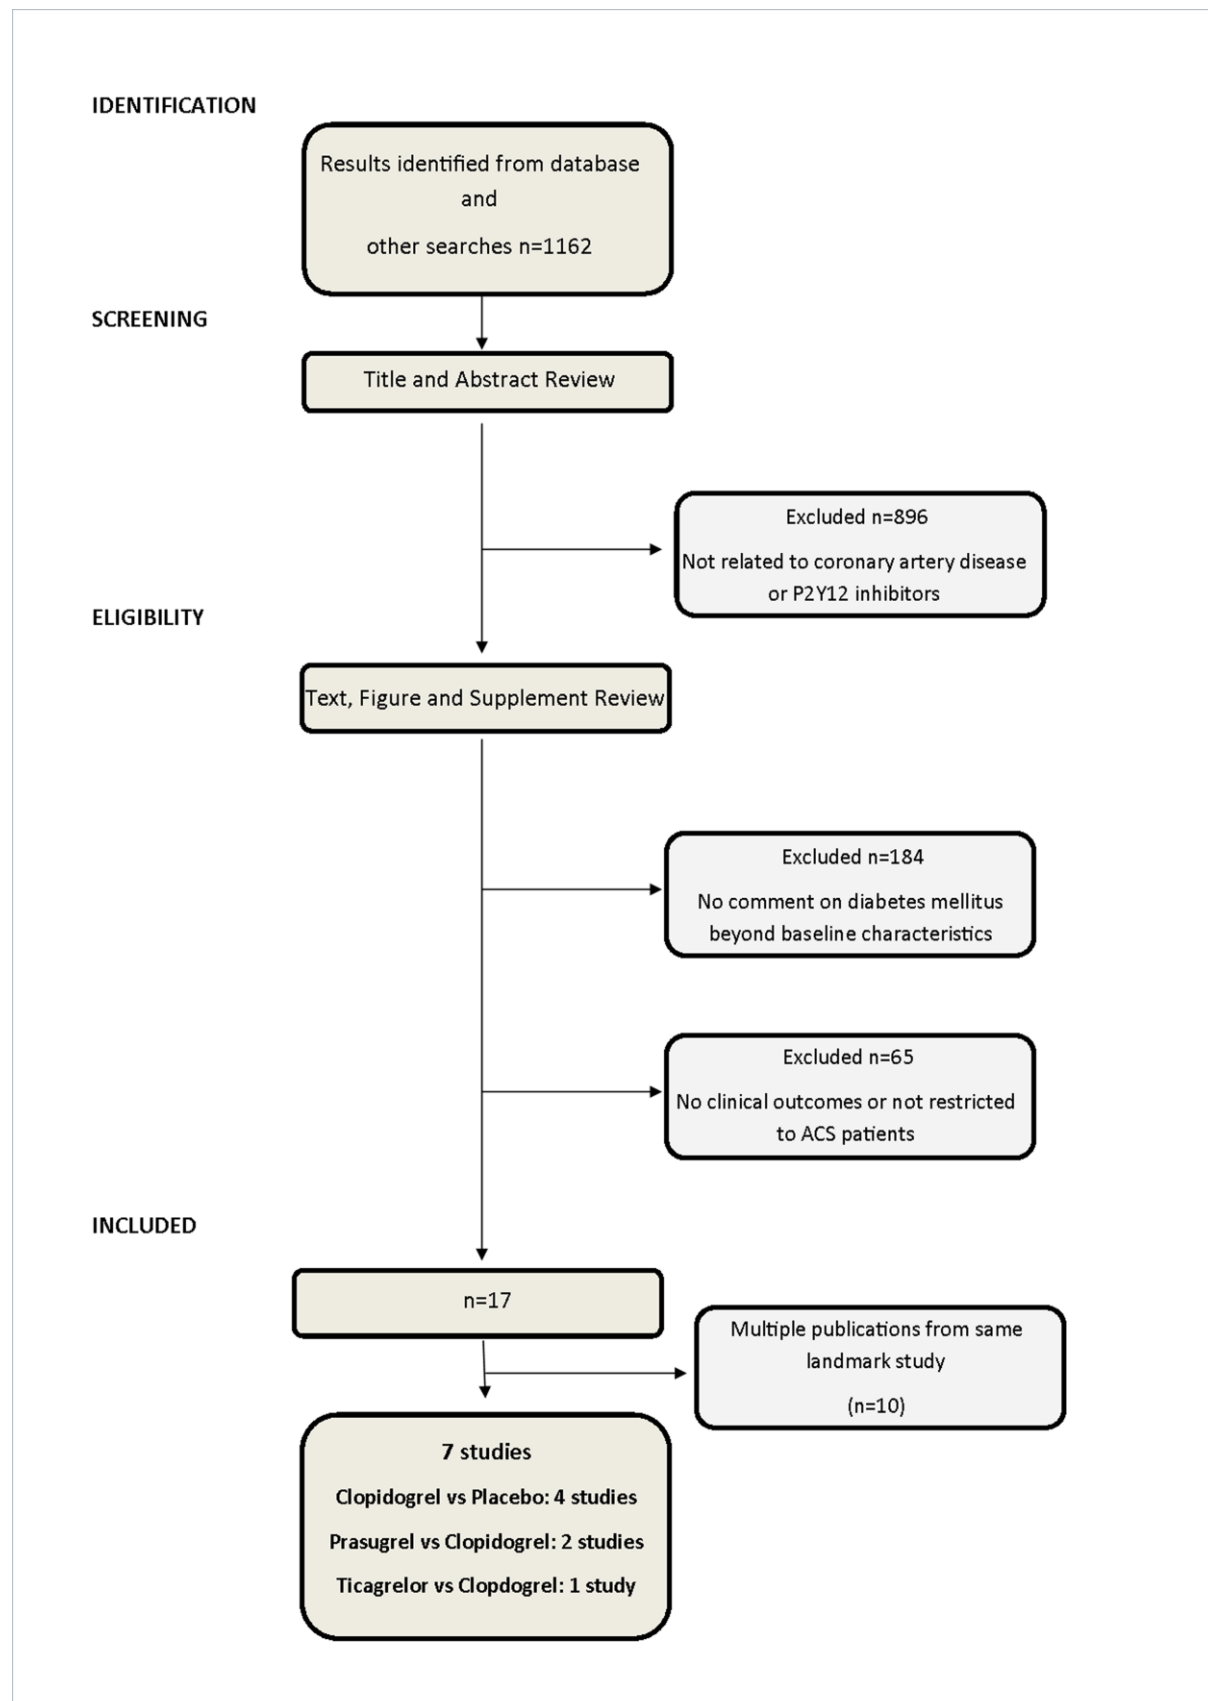 IDENTIFICATION
Results identified from database
and
other searches n=1162
SCREENING
Title and Abstract Review
Excluded n=896
Not related to coronary artery disease
or P2Y12 inhibitors
ELIGIBILITY
Text, Figure and Supplement Review
Excluded n=184
No comment on diabetes mellitus
beyond baseline characteristics
Excluded n=65
No clinical outcomes or not restricted
to ACS patients
INCLUDED
n=17
Multiple publications from same
landmark study
(n=10)
7 studies
Clopidogrel vs Placebo: 4 studies
Prasugrel vs Clopidogrel: 2 studies
Ticagrelor vs Clopdogrel: 1 study